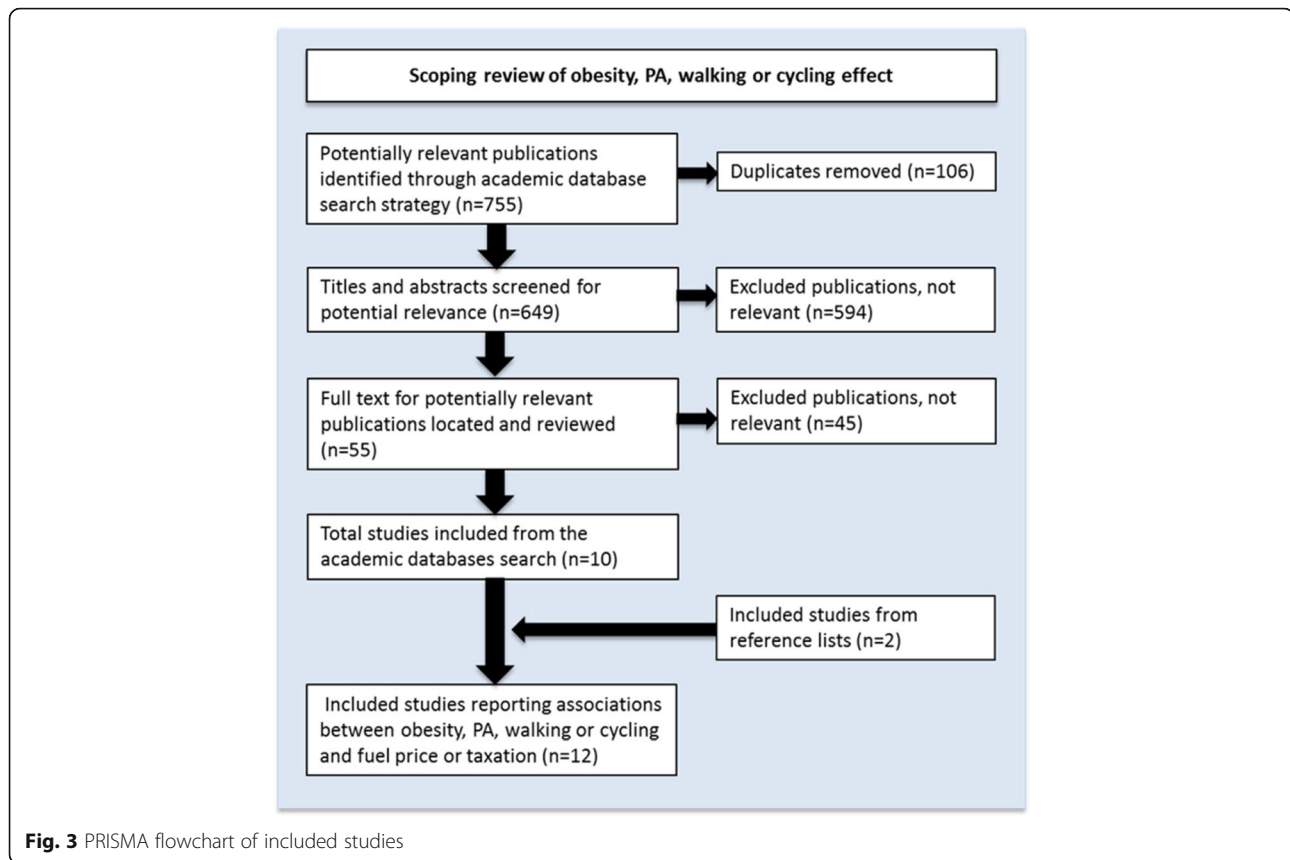 Scoping review of obesity, PA, walking or cycling effect
Potentially relevant publications
identified through academic database
search strategy (n=755)
Duplicates removed (n=106)
Titles and abstracts screened for
potential relevance (n=649)
Excluded publications, not
relevant (n=594)
Full text for potentially relevant
publications located and reviewed
(n=55)
Excluded publications, not
relevant (n=45)
Total studies included from the
academic databases search (n=10)
Included studies from
reference lists (n=2)
Included studies reporting associations
between obesity, PA, walking or cycling
and fuel price or taxation (n=12)
Fig. 3 PRISMA flowchart of included studies